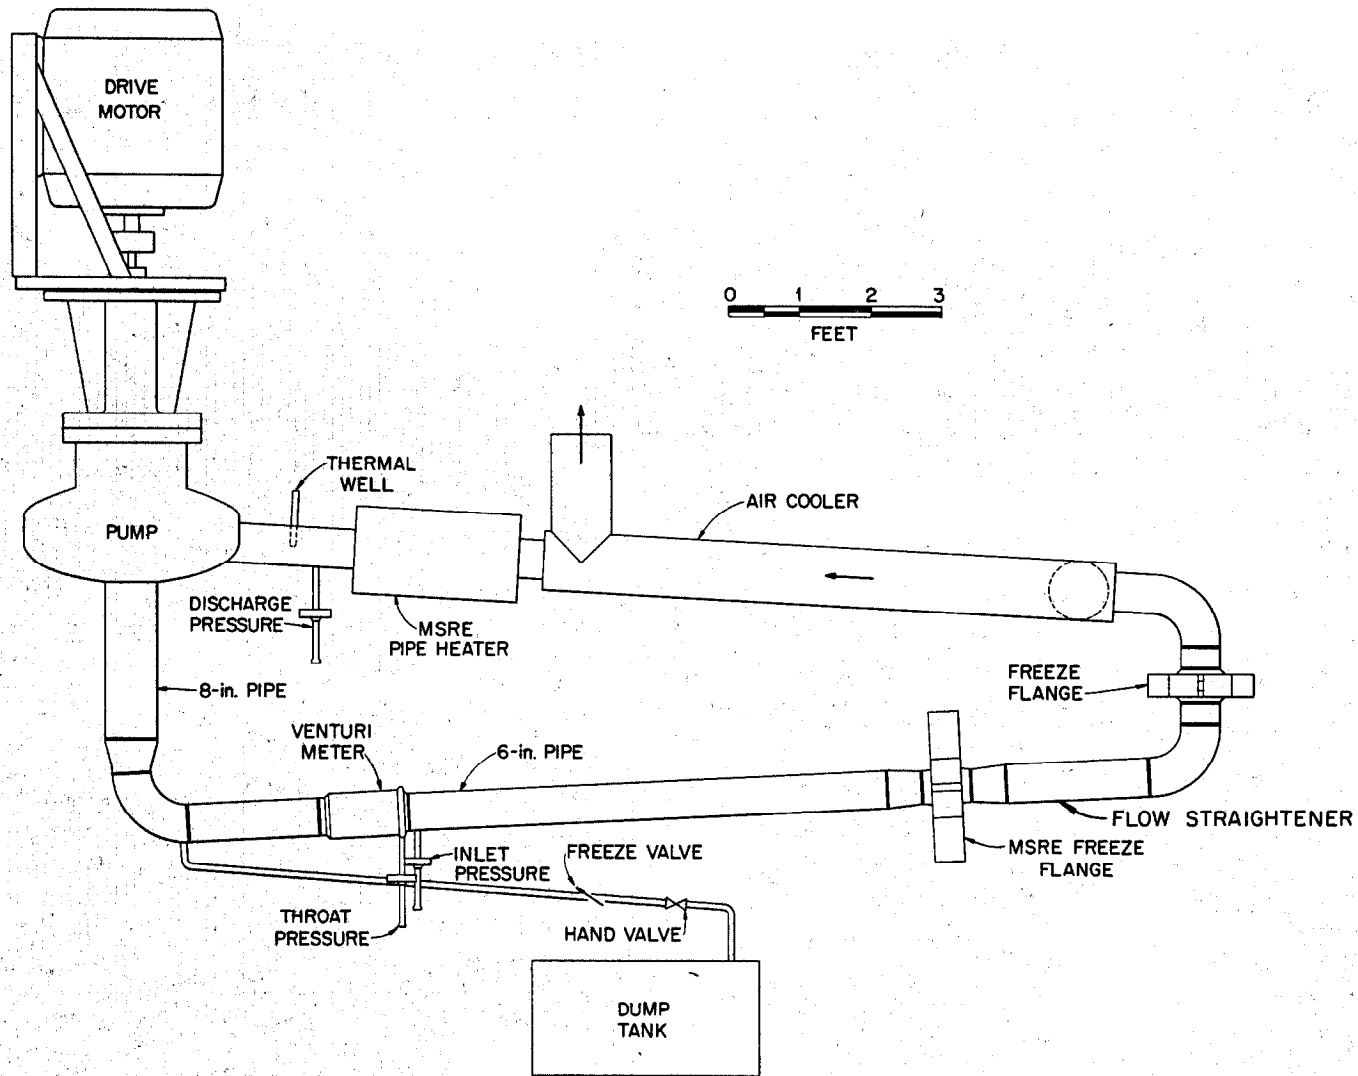 DRIVE
MOTOR
0 1 2 3
FEET
THERMAL
WELL
AIR COOLER
PUMP
DISCHARGE
PRESSURE
MSRE
PIPE HEATER
FREEZE
FLANGE
8-in. PIPE
VENTURI
METER
6-in. PIPE
FLOW STRAIGHTENER
MSRE FREEZE
FLANGE
INLET
PRESSURE
FREEZE VALVE
THROAT
PRESSURE
HAND VALVE
DUMP
TANK